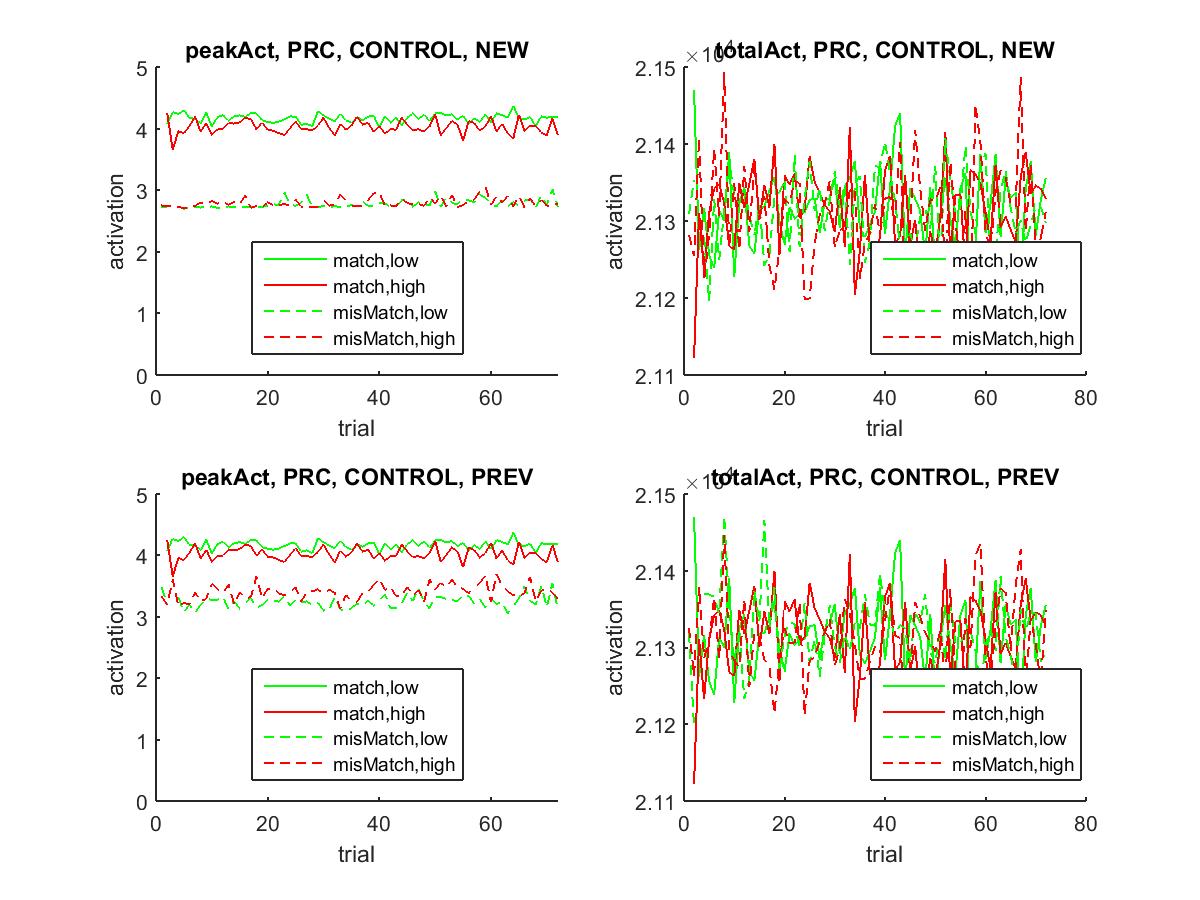 peakAct, PRC, CONTROL, NEW
5
4
3
2
1
0
activation
0 20 40 60
trial
match,low
match,high
misMatch,low
misMatch,high
×10⁴
totalAct, PRC, CONTROL, NEW
2.15
2.14
2.13
2.12
2.11
activation
0 20 40 60 80
trial
match,low
match,high
misMatch,low
misMatch,high
peakAct, PRC, CONTROL, PREV
5
4
3
2
1
0
activation
0 20 40 60
trial
match,low
match,high
misMatch,low
misMatch,high
×10⁴
totalAct, PRC, CONTROL, PREV
2.15
2.14
2.13
2.12
2.11
activation
0 20 40 60 80
trial
match,low
match,high
misMatch,low
misMatch,high